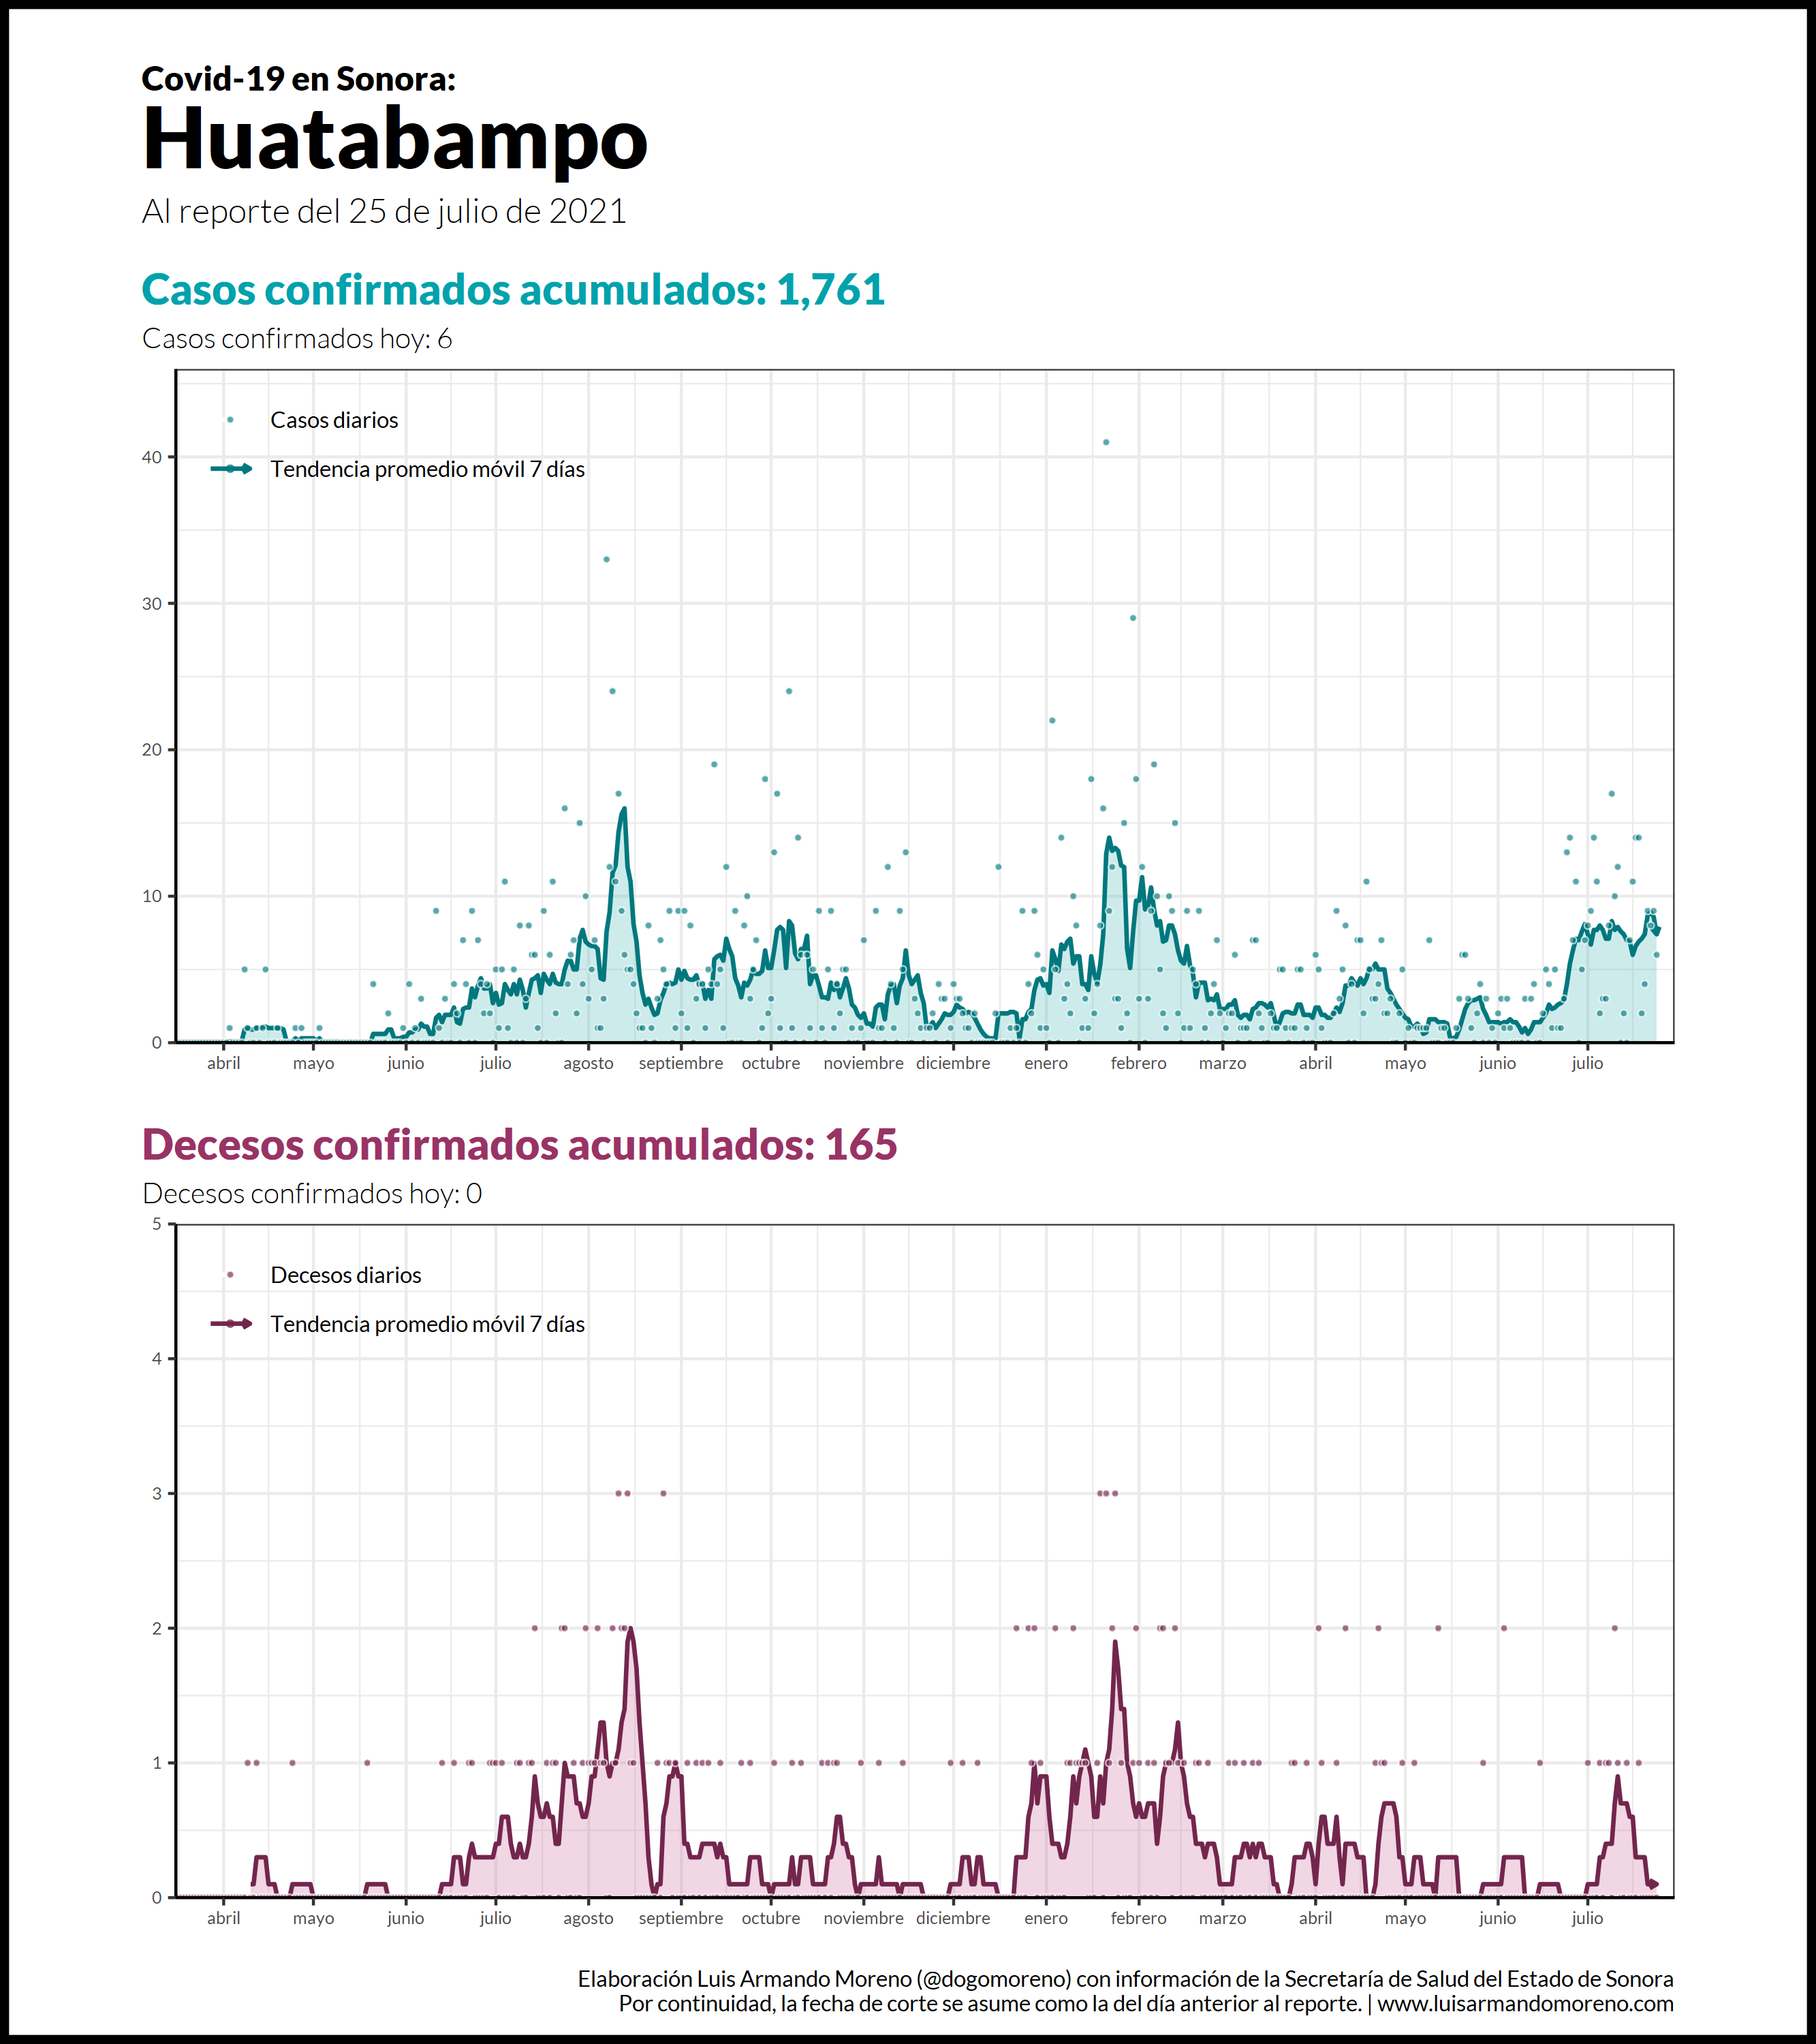 Covid-19 en Sonora:
Huatabampo
Al reporte del 25 de julio de 2021
Casos confirmados acumulados: 1,761
Casos confirmados hoy: 6
Casos diarios
Tendencia promedio móvil 7 días
40
30
20
10
0
abril mayo junio julio agosto septiembre octubre noviembre diciembre enero febrero marzo abril mayo junio julio
Decesos confirmados acumulados: 165
Decesos confirmados hoy: 0
5
Decesos diarios
Tendencia promedio móvil 7 días
4
3
2
1
0
abril mayo junio julio agosto septiembre octubre noviembre diciembre enero febrero marzo abril mayo junio julio
Elaboración Luis Armando Moreno (@dogomoreno) con información de la Secretaría de Salud del Estado de Sonora
Por continuidad, la fecha de corte se asume como la del día anterior al reporte. | www.luisarmandomoreno.com